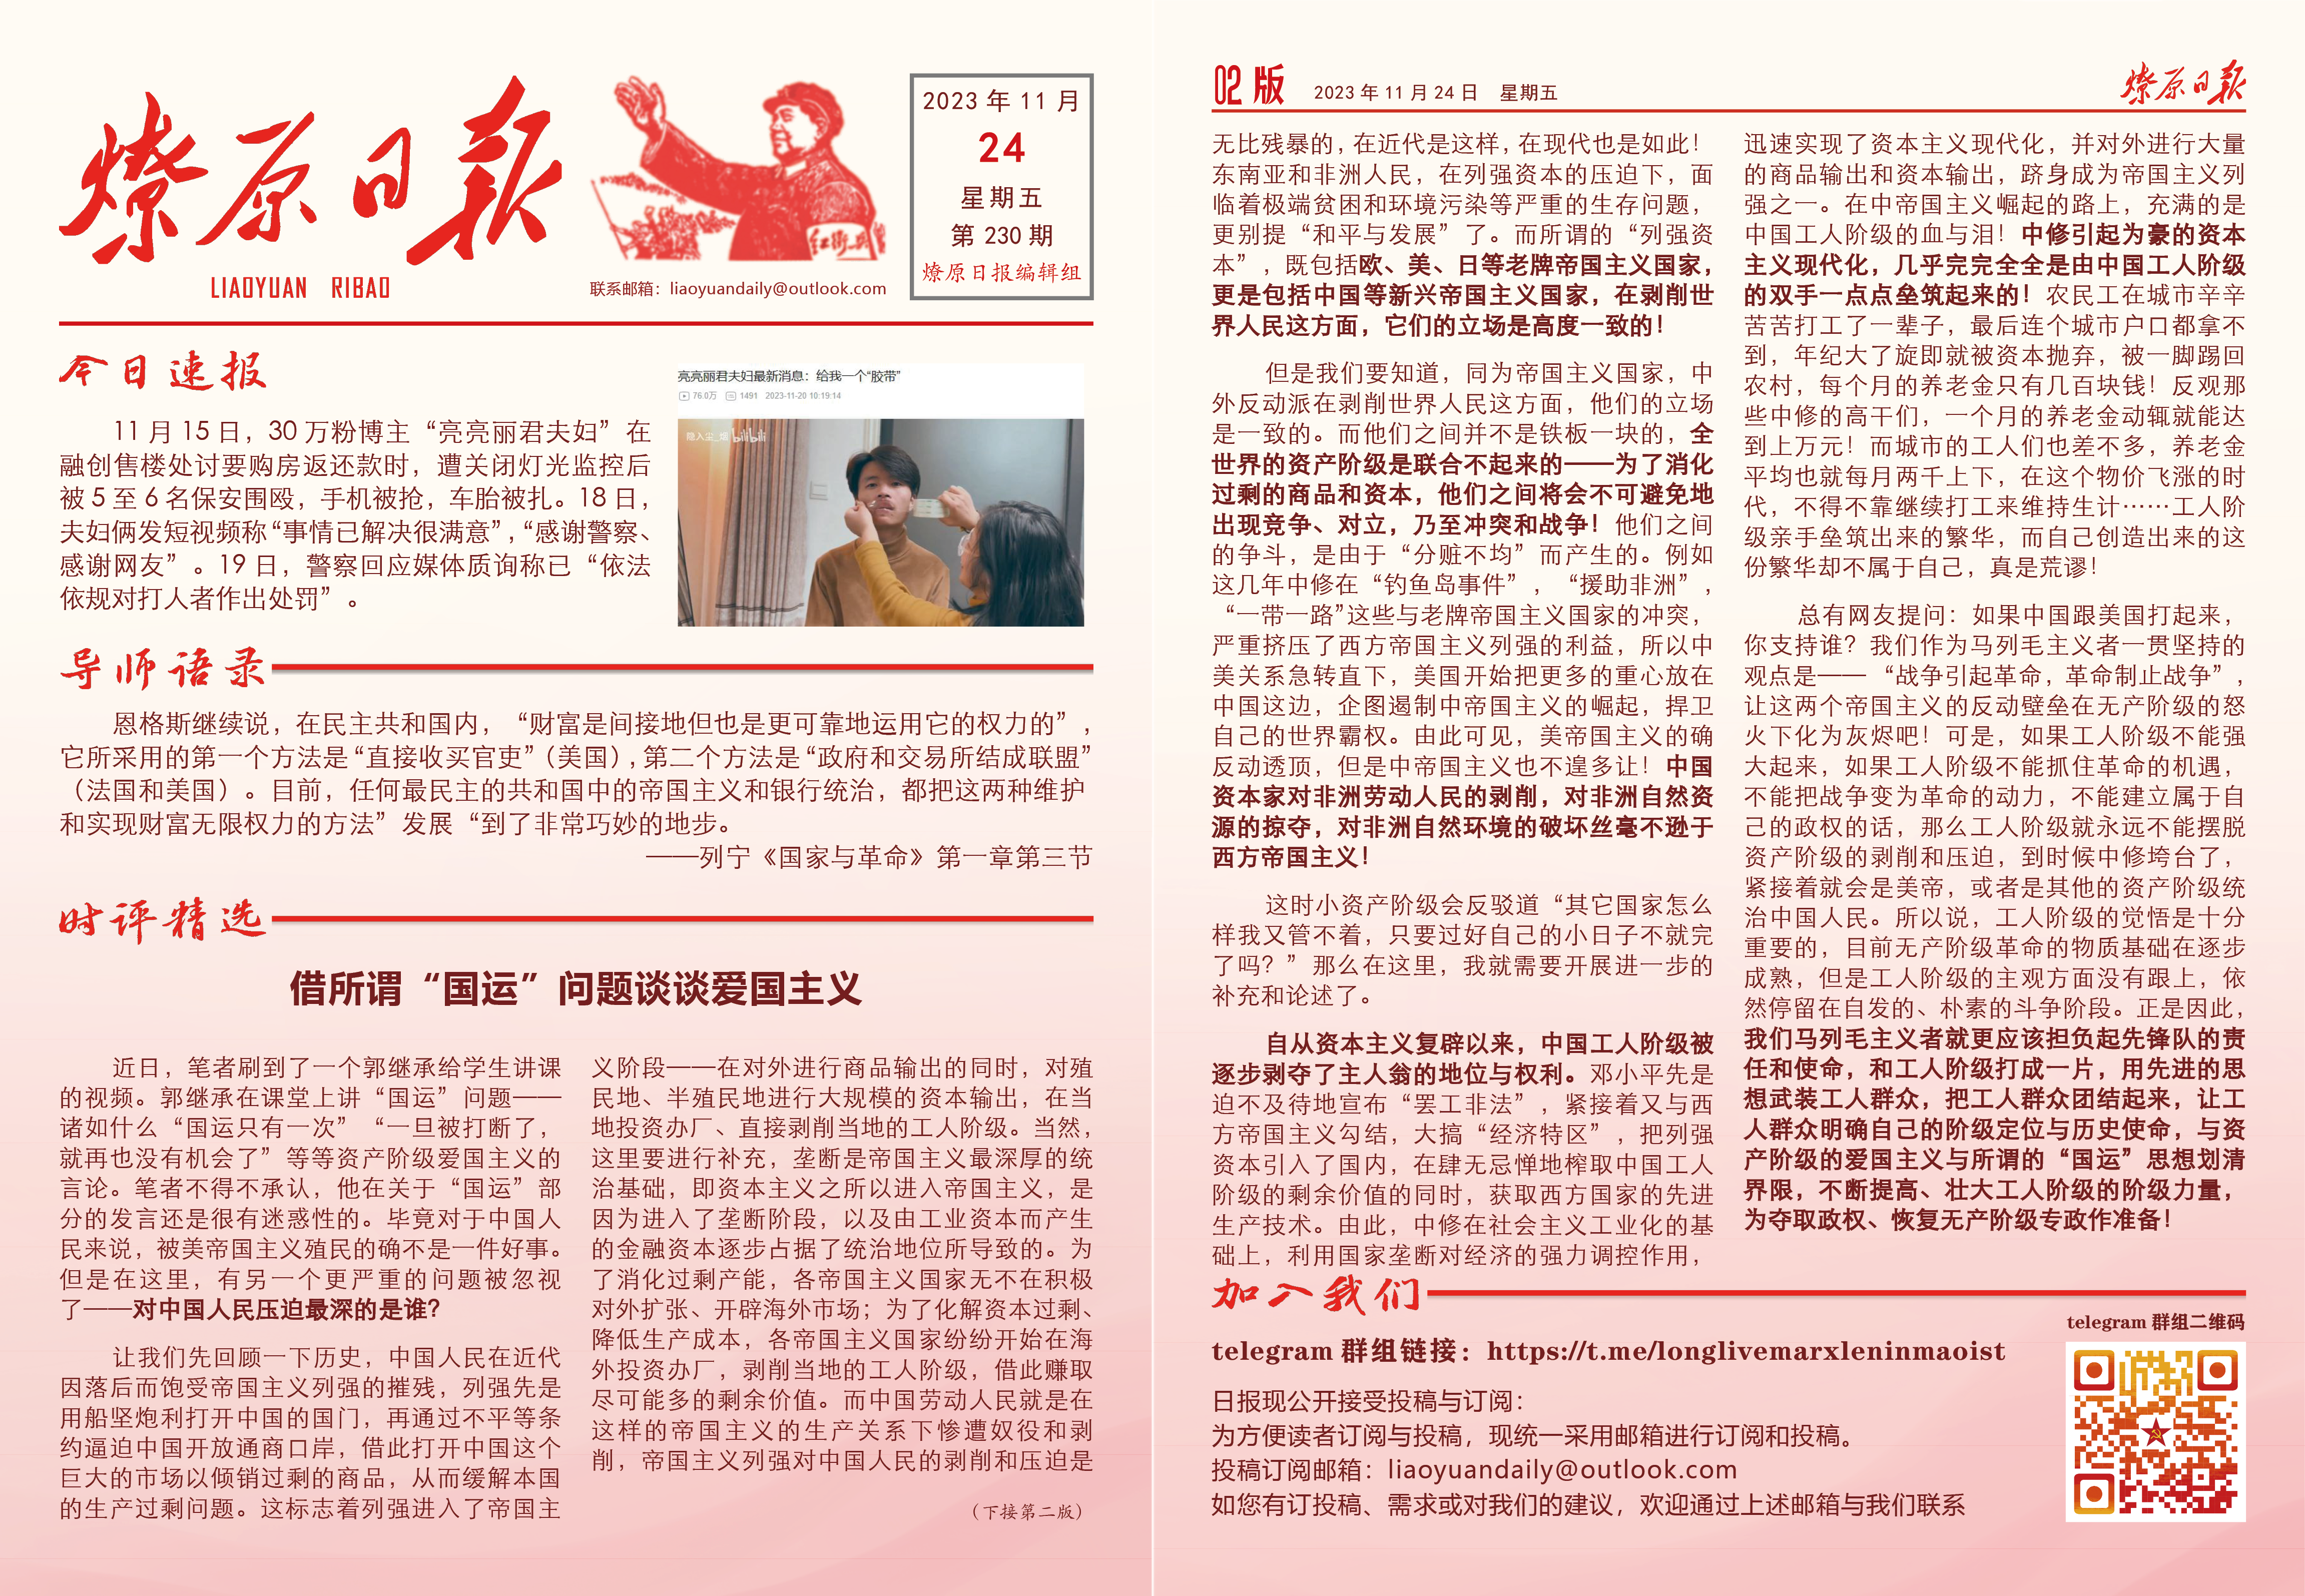 燎原日报
LIAOYUAN RIBAO
红衛兵
联系邮箱：liaoyuandaily@outlook.com
2023 年 11 月
24
星期五
第 230 期
燎原日报编辑组
今日速报
11 月 15 日，30 万粉博主“亮亮丽君夫妇”在
融创售楼处讨要购房返还款时，遭关闭灯光监控后
被 5 至 6 名保安围殴，手机被抢，车胎被扎。18 日，
夫妇俩发短视频称“事情已解决很满意”，“感谢警察、
感谢网友”。19 日，警察回应媒体质询称已“依法
依规对打人者作出处罚”。
亮亮丽君夫妇最新消息：给我一个“胶带”
76.0万 1491 2023-11-20 10:19:14
隐入尘_烟 bilibili
导师语录
恩格斯继续说，在民主共和国内，“财富是间接地但也是更可靠地运用它的权力的”，
它所采用的第一个方法是“直接收买官吏”（美国），第二个方法是“政府和交易所结成联盟”
（法国和美国）。目前，任何最民主的共和国中的帝国主义和银行统治，都把这两种维护
和实现财富无限权力的方法”发展“到了非常巧妙的地步。
——列宁《国家与革命》第一章第三节
时评精选
借所谓“国运”问题谈谈爱国主义
近日，笔者刷到了一个郭继承给学生讲课
的视频。郭继承在课堂上讲“国运”问题——
诸如什么“国运只有一次”“一旦被打断了，
就再也没有机会了”等等资产阶级爱国主义的
言论。笔者不得不承认，他在关于“国运”部
分的发言还是很有迷惑性的。毕竟对于中国人
民来说，被美帝国主义殖民的确不是一件好事。
但是在这里，有另一个更严重的问题被忽视
了——对中国人民压迫最深的是谁？
让我们先回顾一下历史，中国人民在近代
因落后而饱受帝国主义列强的摧残，列强先是
用船坚炮利打开中国的国门，再通过不平等条
约逼迫中国开放通商口岸，借此打开中国这个
巨大的市场以倾销过剩的商品，从而缓解本国
的生产过剩问题。这标志着列强进入了帝国主
义阶段——在对外进行商品输出的同时，对殖
民地、半殖民地进行大规模的资本输出，在当
地投资办厂、直接剥削当地的工人阶级。当然，
这里要进行补充，垄断是帝国主义最深厚的统
治基础，即资本主义之所以进入帝国主义，是
因为进入了垄断阶段，以及由工业资本而产生
的金融资本逐步占据了统治地位所导致的。为
了消化过剩产能，各帝国主义国家无不在积极
对外扩张、开辟海外市场；为了化解资本过剩、
降低生产成本，各帝国主义国家纷纷开始在海
外投资办厂，剥削当地的工人阶级，借此赚取
尽可能多的剩余价值。而中国劳动人民就是在
这样的帝国主义的生产关系下惨遭奴役和剥
削，帝国主义列强对中国人民的剥削和压迫是
（下接第二版）
02 版 2023 年 11 月 24 日 星期五
燎原日报
无比残暴的，在近代是这样，在现代也是如此！
东南亚和非洲人民，在列强资本的压迫下，面
临着极端贫困和环境污染等严重的生存问题，
更别提“和平与发展”了。而所谓的“列强资
本”，既包括欧、美、日等老牌帝国主义国家，
更是包括中国等新兴帝国主义国家，在剥削世
界人民这方面，它们的立场是高度一致的！
但是我们要知道，同为帝国主义国家，中
外反动派在剥削世界人民这方面，他们的立场
是一致的。而他们之间并不是铁板一块的，全
世界的资产阶级是联合不起来的——为了消化
过剩的商品和资本，他们之间将会不可避免地
出现竞争、对立，乃至冲突和战争！他们之间
的争斗，是由于“分赃不均”而产生的。例如
这几年中修在“钓鱼岛事件”，“援助非洲”，
“一带一路”这些与老牌帝国主义国家的冲突，
严重挤压了西方帝国主义列强的利益，所以中
美关系急转直下，美国开始把更多的重心放在
中国这边，企图遏制中帝国主义的崛起，捍卫
自己的世界霸权。由此可见，美帝国主义的确
反动透顶，但是中帝国主义也不遑多让！中国
资本家对非洲劳动人民的剥削，对非洲自然资
源的掠夺，对非洲自然环境的破坏丝毫不逊于
西方帝国主义！
这时小资产阶级会反驳道“其它国家怎么
样我又管不着，只要过好自己的小日子不就完
了吗？”那么在这里，我就需要开展进一步的
补充和论述了。
自从资本主义复辟以来，中国工人阶级被
逐步剥夺了主人翁的地位与权利。邓小平先是
迫不及待地宣布“罢工非法”，紧接着又与西
方帝国主义勾结，大搞“经济特区”，把列强
资本引入了国内，在肆无忌惮地榨取中国工人
阶级的剩余价值的同时，获取西方国家的先进
生产技术。由此，中修在社会主义工业化的基
础上，利用国家垄断对经济的强力调控作用，
迅速实现了资本主义现代化，并对外进行大量
的商品输出和资本输出，跻身成为帝国主义列
强之一。在中帝国主义崛起的路上，充满的是
中国工人阶级的血与泪！中修引起为豪的资本
主义现代化，几乎完完全全是由中国工人阶级
的双手一点点垒筑起来的！农民工在城市辛辛
苦苦打工了一辈子，最后连个城市户口都拿不
到，年纪大了旋即就被资本抛弃，被一脚踢回
农村，每个月的养老金只有几百块钱！反观那
些中修的高干们，一个月的养老金动辄就能达
到上万元！而城市的工人们也差不多，养老金
平均也就每月两千上下，在这个物价飞涨的时
代，不得不靠继续打工来维持生计……工人阶
级亲手垒筑出来的繁华，而自己创造出来的这
份繁华却不属于自己，真是荒谬！
总有网友提问：如果中国跟美国打起来，
你支持谁？我们作为马列毛主义者一贯坚持的
观点是——“战争引起革命，革命制止战争”，
让这两个帝国主义的反动壁垒在无产阶级的怒
火下化为灰烬吧！可是，如果工人阶级不能强
大起来，如果工人阶级不能抓住革命的机遇，
不能把战争变为革命的动力，不能建立属于自
己的政权的话，那么工人阶级就永远不能摆脱
资产阶级的剥削和压迫，到时候中修垮台了，
紧接着就会是美帝，或者是其他的资产阶级统
治中国人民。所以说，工人阶级的觉悟是十分
重要的，目前无产阶级革命的物质基础在逐步
成熟，但是工人阶级的主观方面没有跟上，依
然停留在自发的、朴素的斗争阶段。正是因此，
我们马列毛主义者就更应该担负起先锋队的责
任和使命，和工人阶级打成一片，用先进的思
想武装工人群众，把工人群众团结起来，让工
人群众明确自己的阶级定位与历史使命，与资
产阶级的爱国主义与所谓的“国运”思想划清
界限，不断提高、壮大工人阶级的阶级力量，
为夺取政权、恢复无产阶级专政作准备！
加入我们
telegram 群组链接：https://t.me/longlivemarxleninmaoist
日报现公开接受投稿与订阅：
为方便读者订阅与投稿，现统一采用邮箱进行订阅和投稿。
投稿订阅邮箱：liaoyuandaily@outlook.com
如您有订投稿、需求或对我们的建议，欢迎通过上述邮箱与我们联系
telegram 群组二维码